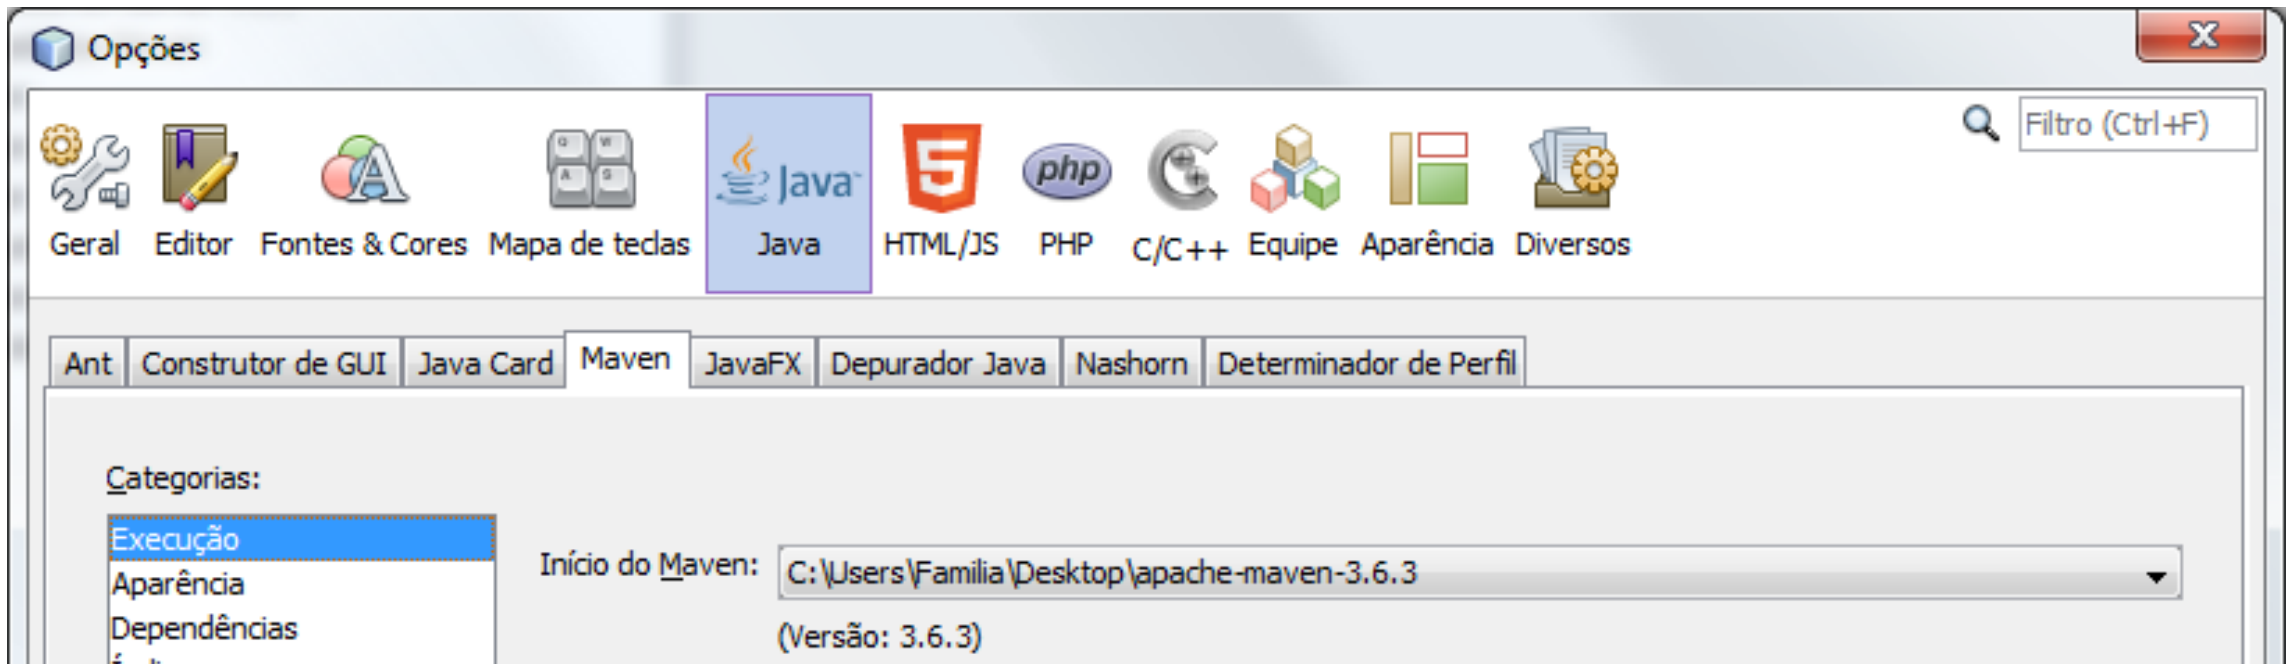 Opções
Filtro (Ctrl+F)
Q W A S
Java
php
Geral Editor Fontes & Cores Mapa de teclas Java HTML/JS PHP C/C++ Equipe Aparência Diversos
Ant Construtor de GUI Java Card Maven JavaFX Depurador Java Nashorn Determinador de Perfil
Categorias:
Execução
Início do Maven: C:\Users\Familia\Desktop\apache-maven-3.6.3
Aparência
Dependências
(Versão: 3.6.3)